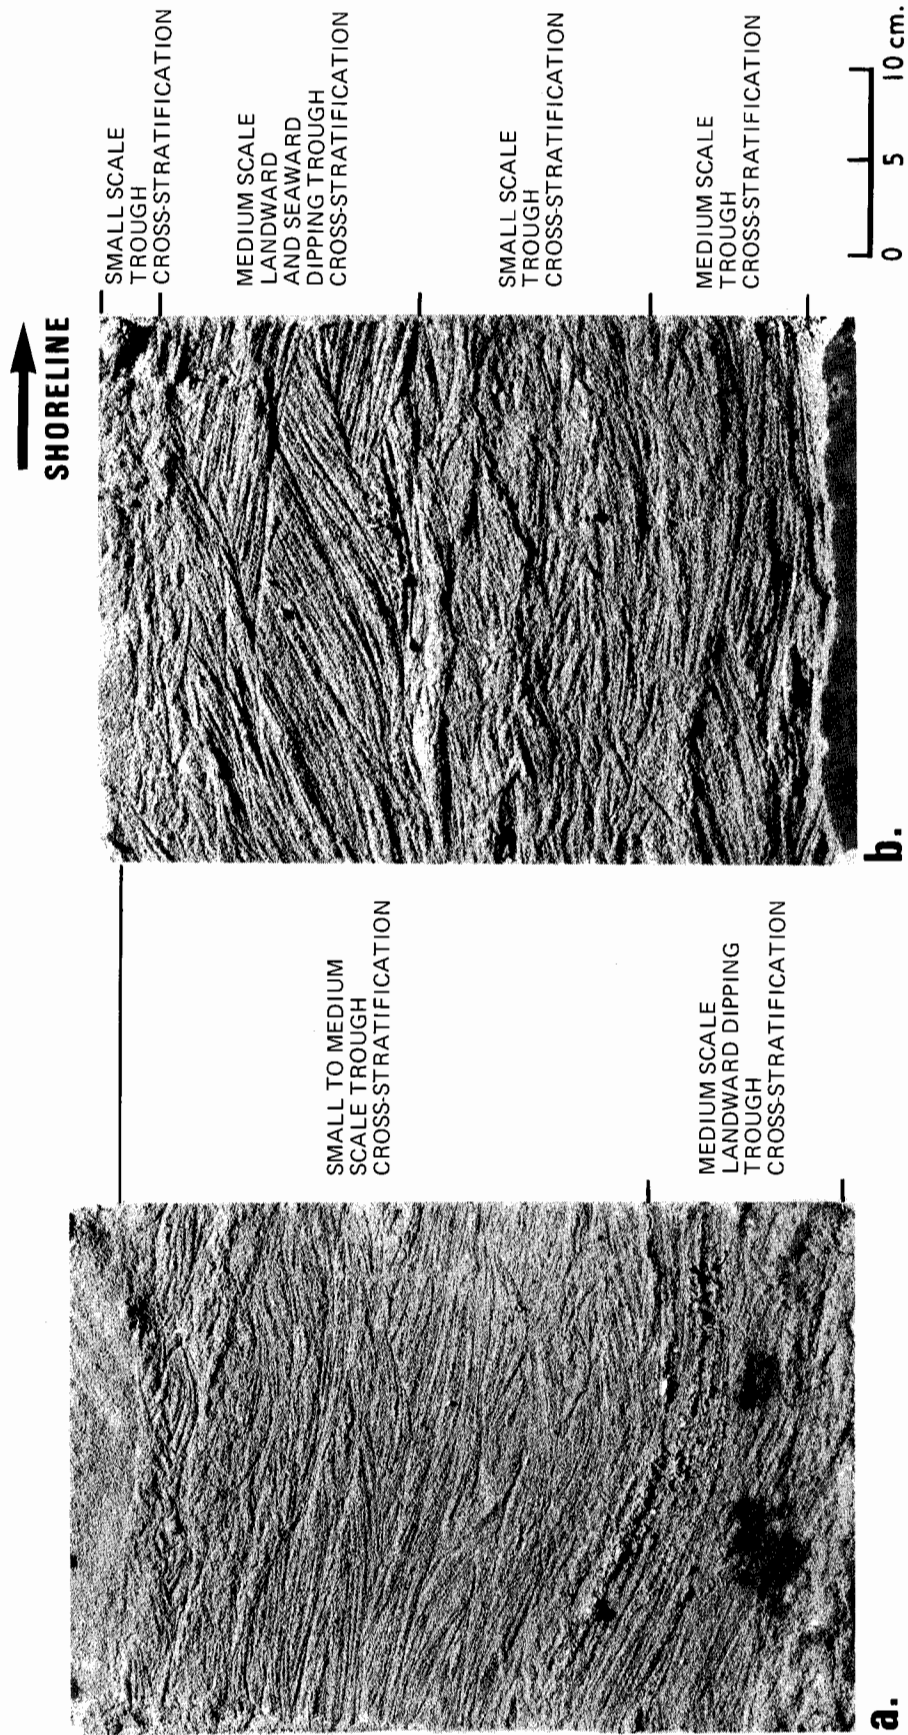 SHORELINE
SMALL SCALE
TROUGH
CROSS-STRATIFICATION
MEDIUM SCALE
LANDWARD
AND SEAWARD
DIPPING TROUGH
CROSS-STRATIFICATION
SMALL SCALE
TROUGH
CROSS-STRATIFICATION
MEDIUM SCALE
TROUGH
CROSS-STRATIFICATION
0 5 10 cm.
b.
SMALL TO MEDIUM
SCALE TROUGH
CROSS-STRATIFICATION
MEDIUM SCALE
LANDWARD DIPPING
TROUGH
CROSS-STRATIFICATION
a.